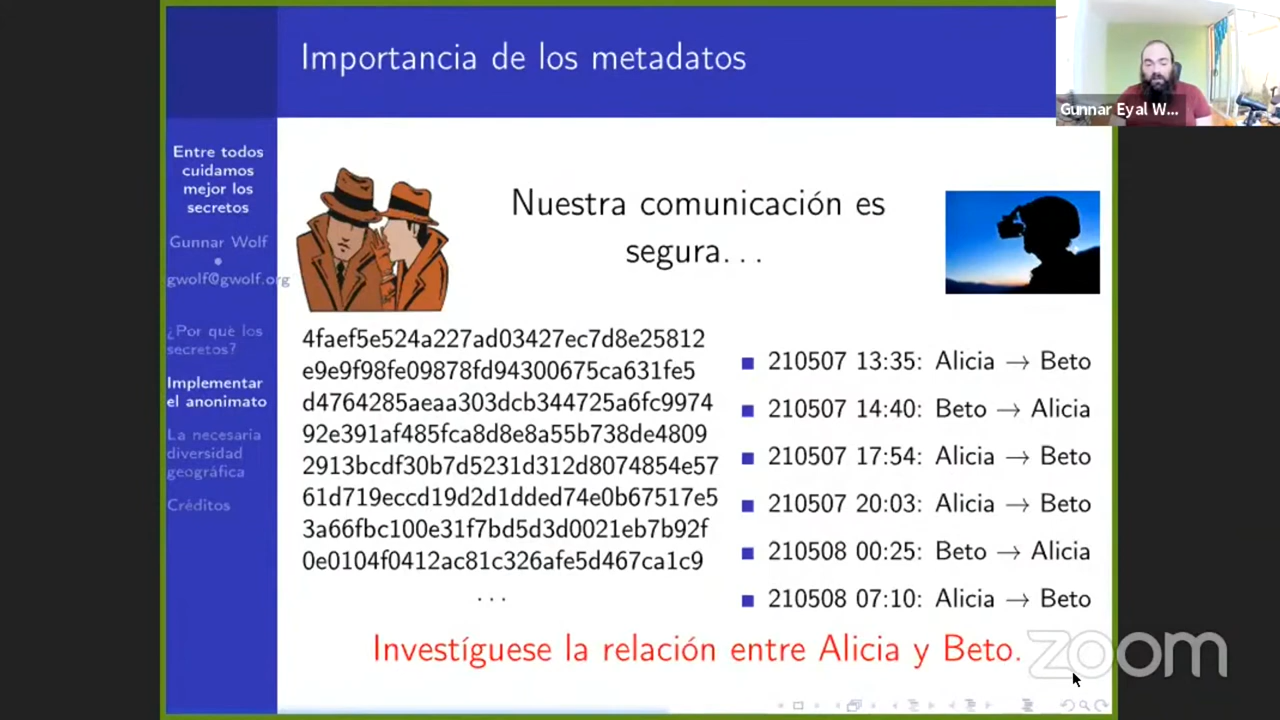 Importancia de los metadatos
Gunnar Eyal W...
Entre todos
cuidamos
mejor los
secretos
Gunnar Wolf
•
gwolf@gwolf.org
¿Por qué los
secretos?
Implementar
el anonimato
La necesaria
diversidad
geográfica
Créditos
Nuestra comunicación es
segura...
4faef5e524a227ad03427ec7d8e25812
e9e9f98fe09878fd94300675ca631fe5
d4764285aeaa303dcb344725a6fc9974
92e391af485fca8d8e8a55b738de4809
2913bcdf30b7d5231d312d8074854e57
61d719eccd19d2d1dded74e0b67517e5
3a66fbc100e31f7bd5d3d0021eb7b92f
0e0104f0412ac81c326afe5d467ca1c9
...
210507 13:35: Alicia → Beto
210507 14:40: Beto → Alicia
210507 17:54: Alicia → Beto
210507 20:03: Alicia → Beto
210508 00:25: Beto → Alicia
210508 07:10: Alicia → Beto
Investíguese la relación entre Alicia y Beto.
zoom